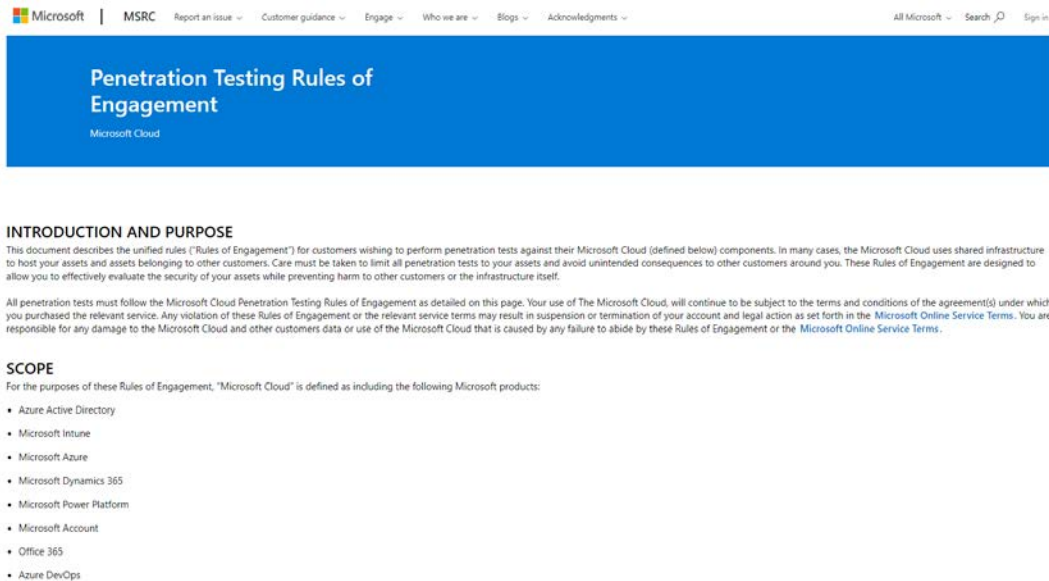 Microsoft | MSRC Report an issue Customer guidance Engage Who we are Blogs Acknowledgments All Microsoft Search Sign in
Penetration Testing Rules of
Engagement
Microsoft Cloud
INTRODUCTION AND PURPOSE
This document describes the unified rules ("Rules of Engagement") for customers wishing to perform penetration tests against their Microsoft Cloud (defined below) components. In many cases, the Microsoft Cloud uses shared infrastructure
to host your assets and assets belonging to other customers. Care must be taken to limit all penetration tests to your assets and avoid unintended consequences to other customers around you. These Rules of Engagement are designed to
allow you to effectively evaluate the security of your assets while preventing harm to other customers or the infrastructure itself.
All penetration tests must follow the Microsoft Cloud Penetration Testing Rules of Engagement as detailed on this page. Your use of The Microsoft Cloud, will continue to be subject to the terms and conditions of the agreement(s) under which
you purchased the relevant service. Any violation of these Rules of Engagement or the relevant service terms may result in suspension or termination of your account and legal action as set forth in the Microsoft Online Service Terms. You are
responsible for any damage to the Microsoft Cloud and other customers data or use of the Microsoft Cloud that is caused by any failure to abide by these Rules of Engagement or the Microsoft Online Service Terms.
SCOPE
For the purposes of these Rules of Engagement, "Microsoft Cloud" is defined as including the following Microsoft products:
• Azure Active Directory
• Microsoft Intune
• Microsoft Azure
• Microsoft Dynamics 365
• Microsoft Power Platform
• Microsoft Account
• Office 365
• Azure DevOps